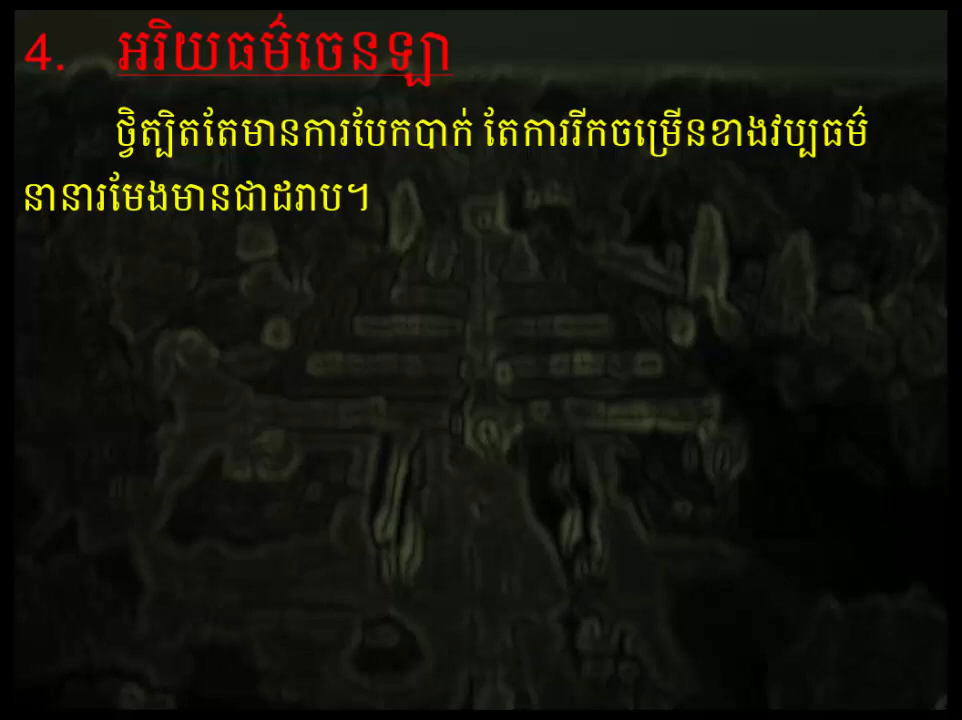 4. អរិយធម៌ចេនឡា
ថ្វិត្បិតតែមានការបែកបាក់ តែការរីកចម្រើនខាងវប្បធម៌
នានារមែងមានជាដរាប។